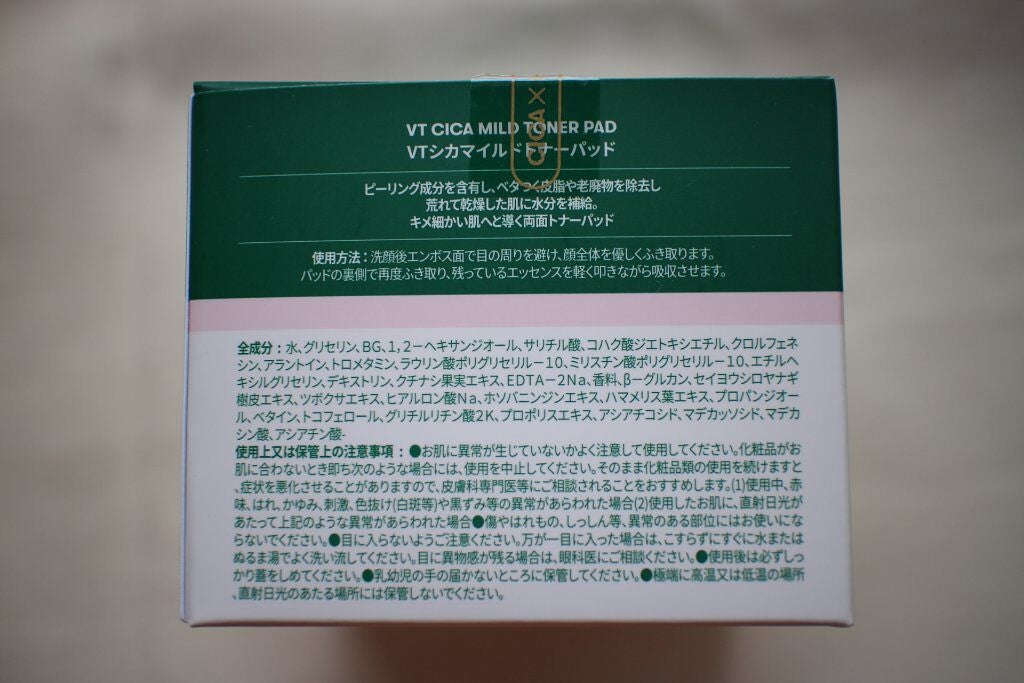 CICA
VT CICA MILD TONER PAD
VTシカマイルドトナーパッド
ピーリング成分を含有し、ベタつく皮脂や老廃物を除去し
荒れて乾燥した肌に水分を補給。
キメ細かい肌へと導く両面トナーパッド
使用方法:洗顔後エンボス面で目の周りを避け、顔全体を優しくふき取ります。
パッドの裏側で再度ふき取り、残っているエッセンスを軽く叩きながら吸収させます。
全成分:水、グリセリン、BG、1,2-ヘキサンジオール、サリチル酸、コハク酸ジエトキシエチル、クロルフェネ
シン、アラントイン、トロメタミン、ラウリン酸ポリグリセリル-10、ミリスチン酸ポリグリセリル-10、エチルヘ
キシルグリセリン、デキストリン、クチナシ果実エキス、EDTA-2Na、香料、β-グルカン、セイヨウシロヤナギ
樹皮エキス、ツボクサエキス、ヒアルロン酸Na、ホソバニンジンエキス、ハマメリス葉エキス、プロパンジオー
ル、ベタイン、トコフェロール、グリチルリチン酸2K、プロポリスエキス、アシアチコシド、マデカッソシド、マデカ
シン酸、アシアチン酸-
使用上又は保管上の注意事項:●お肌に異常が生じていないかよく注意して使用してください。化粧品がお
肌に合わないとき即ち次のような場合には、使用を中止してください。そのまま化粧品類の使用を続けますと
、症状を悪化させることがありますので、皮膚科専門医等にご相談されることをおすすめします。(1)使用中、赤
味、はれ、かゆみ、刺激、色抜け(白斑等)や黒ずみ等の異常があらわれた場合(2)使用したお肌に、直射日光が
あたって上記のような異常があらわれた場合●傷やはれもの、しっしん等、異常のある部位にはお使いにな
らないでください。●目に入らないようご注意ください。万が一目に入った場合は、こすらずにすぐに水または
ぬるま湯でよく洗い流してください。目に異物感が残る場合は、眼科医にご相談ください。●使用後は必ずしっ
かり蓋をしめてください。●乳幼児の手の届かないところに保管してください。●極端に高温又は低温の場所
、直射日光のあたる場所には保管しないでください。